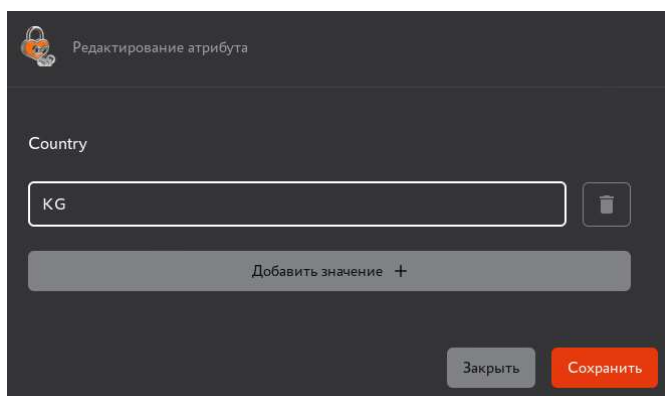 Редактирование атрибута
Country
KG
Добавить значение +
Закрыть Сохранить